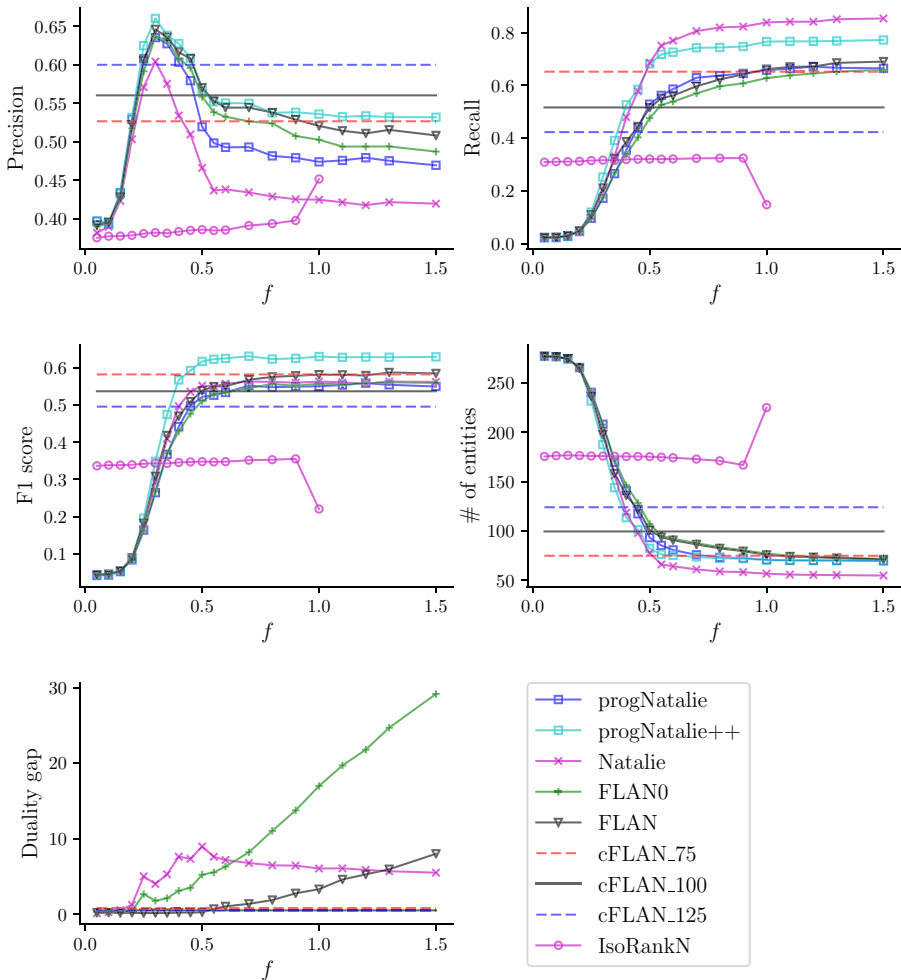 0.65
0.60
0.55
0.50
0.45
0.40
Precision
0.0
0.5
1.0
1.5
f
0.8
0.6
0.4
0.2
0.0
Recall
0.0
0.5
1.0
1.5
f
0.6
0.5
0.4
0.3
0.2
0.1
F1 score
0.0
0.5
1.0
1.5
f
250
200
150
100
50
# of entities
0.0
0.5
1.0
1.5
f
30
20
10
0
Duality gap
0.0
0.5
1.0
1.5
f
progNatalie
progNatalie++
Natalie
FLAN0
FLAN
cFLAN_75
cFLAN_100
cFLAN_125
IsoRankN